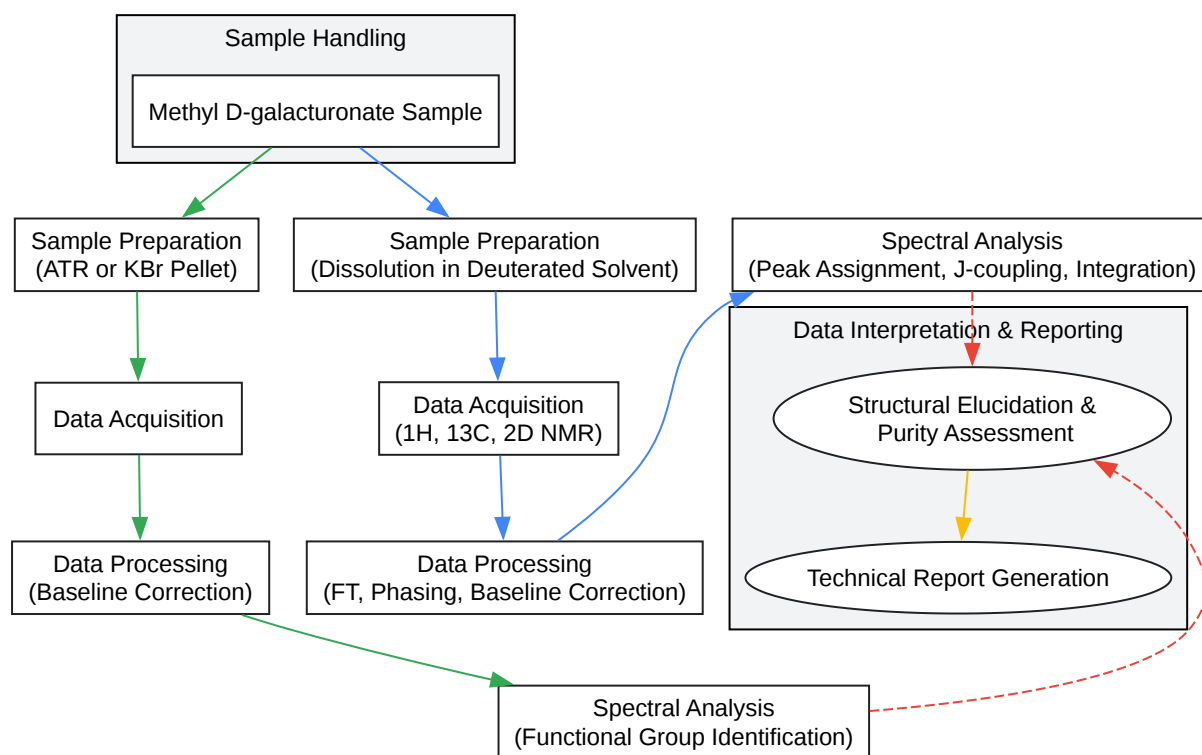 Sample Handling
Methyl D-galacturonate Sample
Sample Preparation
(ATR or KBr Pellet)
Sample Preparation
(Dissolution in Deuterated Solvent)
Spectral Analysis
(Peak Assignment, J-coupling, Integration)
Data Interpretation & Reporting
Data Acquisition
Data Acquisition
(1H, 13C, 2D NMR)
Structural Elucidation &
Purity Assessment
Data Processing
(Baseline Correction)
Data Processing
(FT, Phasing, Baseline Correction)
Technical Report Generation
Spectral Analysis
(Functional Group Identification)